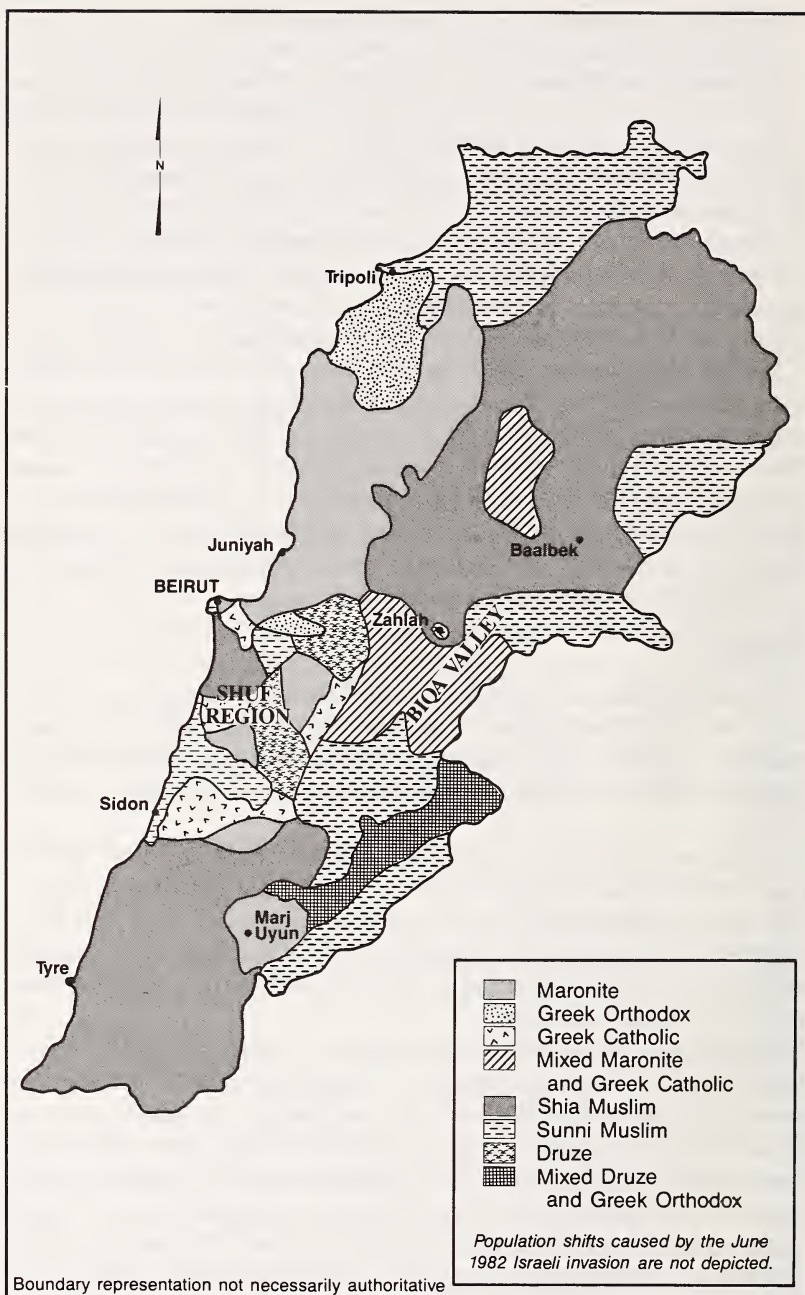 N
Tripoli
Juniyah
BEIRUT
Baalbek
Zahlah
BIQA VALLEY
SHUF
REGION
Sidon
Marj
Uyun
Tyre
Maronite
Greek Orthodox
Greek Catholic
Mixed Maronite
and Greek Catholic
Shia Muslim
Sunni Muslim
Druze
Mixed Druze
and Greek Orthodox
Population shifts caused by the June
1982 Israeli invasion are not depicted.
Boundary representation not necessarily authoritative